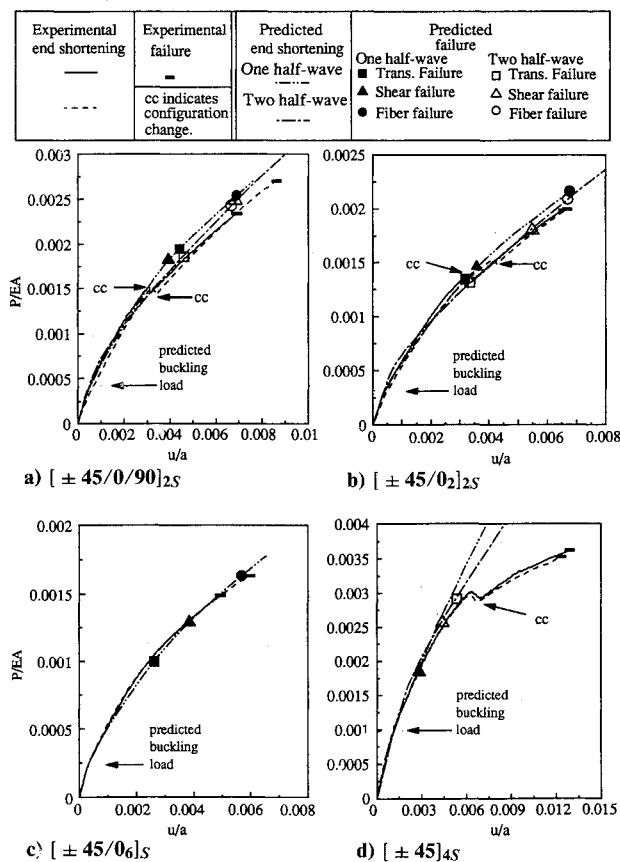 Experimental
end shortening
Experimental
failure
cc indicates
configuration
change.
Predicted
end shortening
One half-wave
Two half-wave
Predicted
failure
One half-wave
Trans. Failure
Shear failure
Fiber failure
Two half-wave
Trans. Failure
Shear failure
Fiber failure
0.003
0.0025
0.002
0.0015
0.001
0.0005
0
P/EA
cc
cc
predicted
buckling
load
0 0.002 0.004 0.006 0.008 0.01
u/a
a) [ ± 45/0/90]2S
0.0025
0.002
0.0015
0.001
0.0005
0
cc
cc
predicted
buckling
load
0 0.002 0.004 0.006 0.008
u/a
b) [ ± 45/02]2S
0.002
0.0015
0.001
0.0005
0
P/EA
predicted
buckling
load
0 0.002 0.004 0.006 0.008
u/a
c) [ ± 45/06]S
0.004
0.0035
0.003
0.0025
0.002
0.0015
0.001
0.0005
0
cc
predicted
buckling
load
0 0.003 0.006 0.009 0.012 0.015
u/a
d) [ ± 45]4S